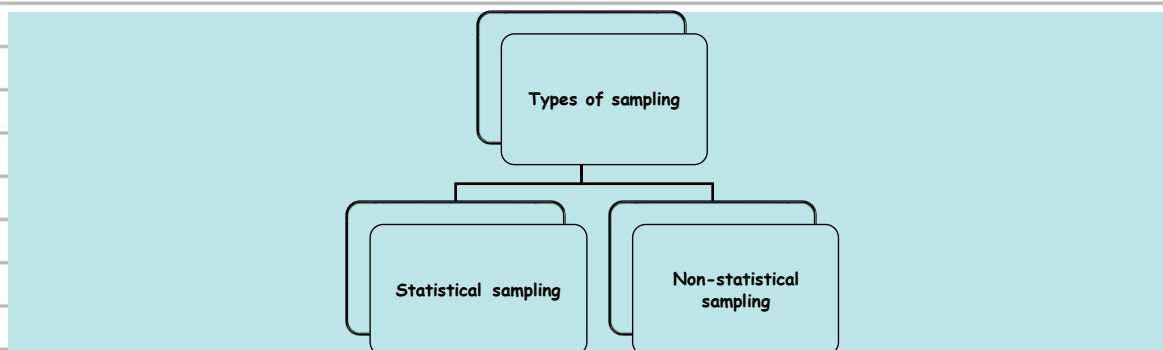 Types of sampling
Statistical sampling
Non-statistical
sampling